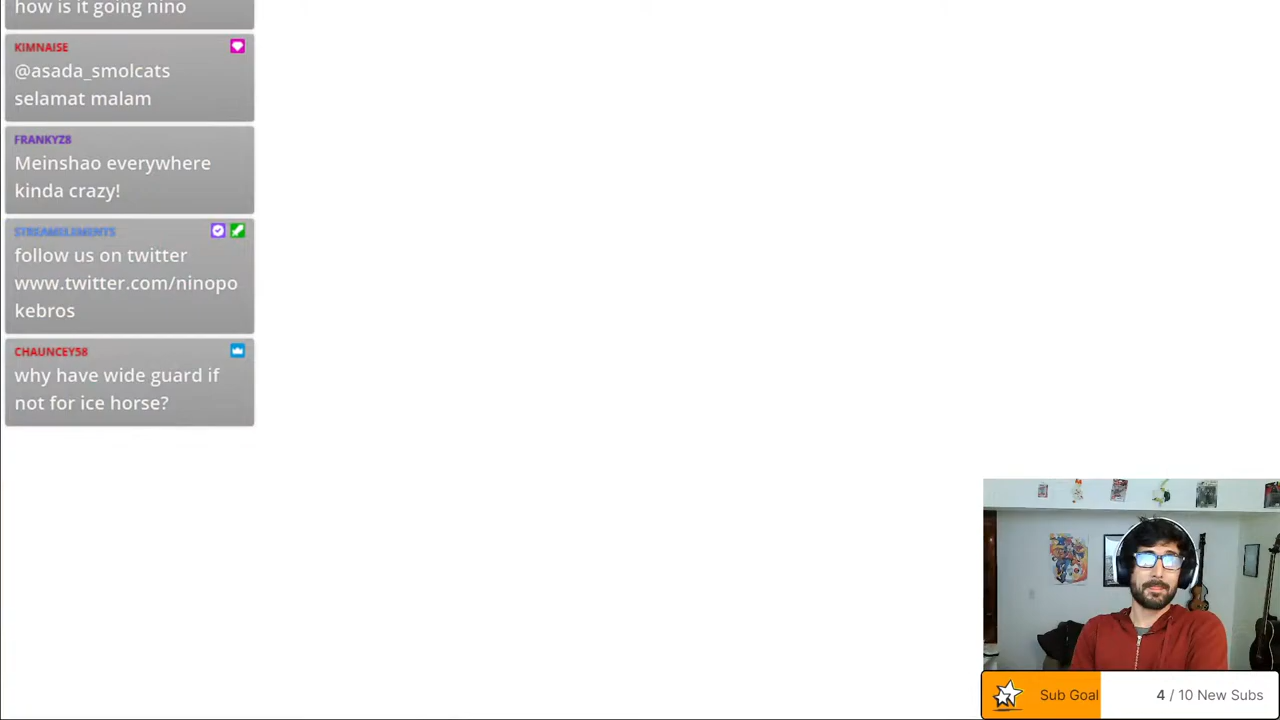 how is it going nino
KIMNAISE
@asada_smolcats
selamat malam
FRANKYZ8
Meinshao everywhere
kinda crazy!
STREAMELEMENTS
follow us on twitter
www.twitter.com/ninopo
kebros
CHAUNCEY58
why have wide guard if
not for ice horse?
Sub Goal
4 / 10 New Subs